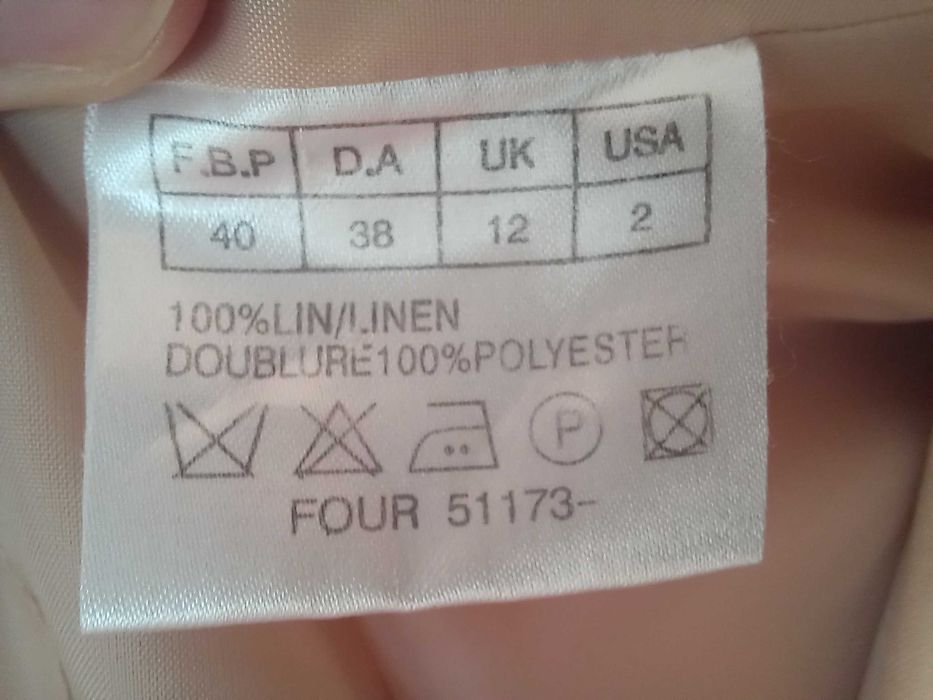 F.B.P D.A UK USA
40 38 12 2
100%LIN/LINEN
DOUBLURE100%POLYESTER
P
FOUR 51173-